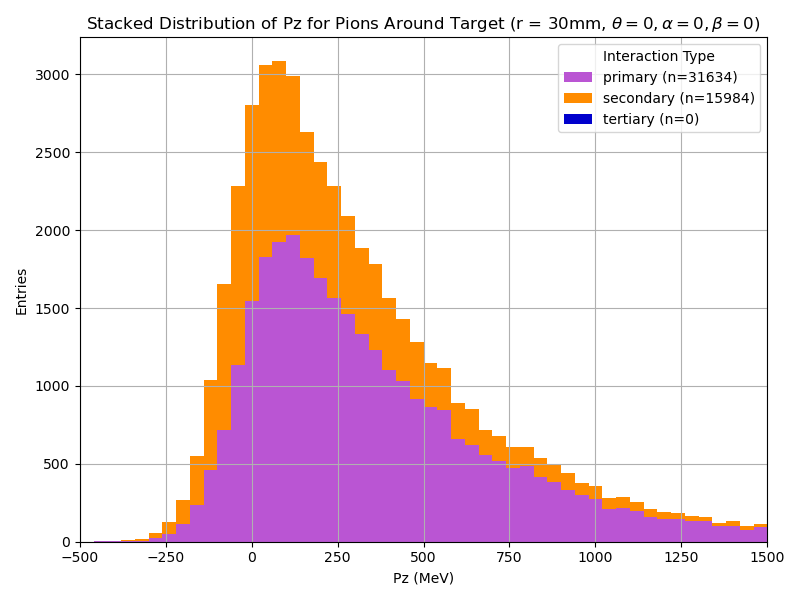 Stacked Distribution of Pz for Pions Around Target (r = 30mm, θ = 0, α = 0, β = 0)
Interaction Type
primary (n=31634)
secondary (n=15984)
tertiary (n=0)
Entries
3000
2500
2000
1500
1000
500
0
−500 −250 0 250 500 750 1000 1250 1500
Pz (MeV)